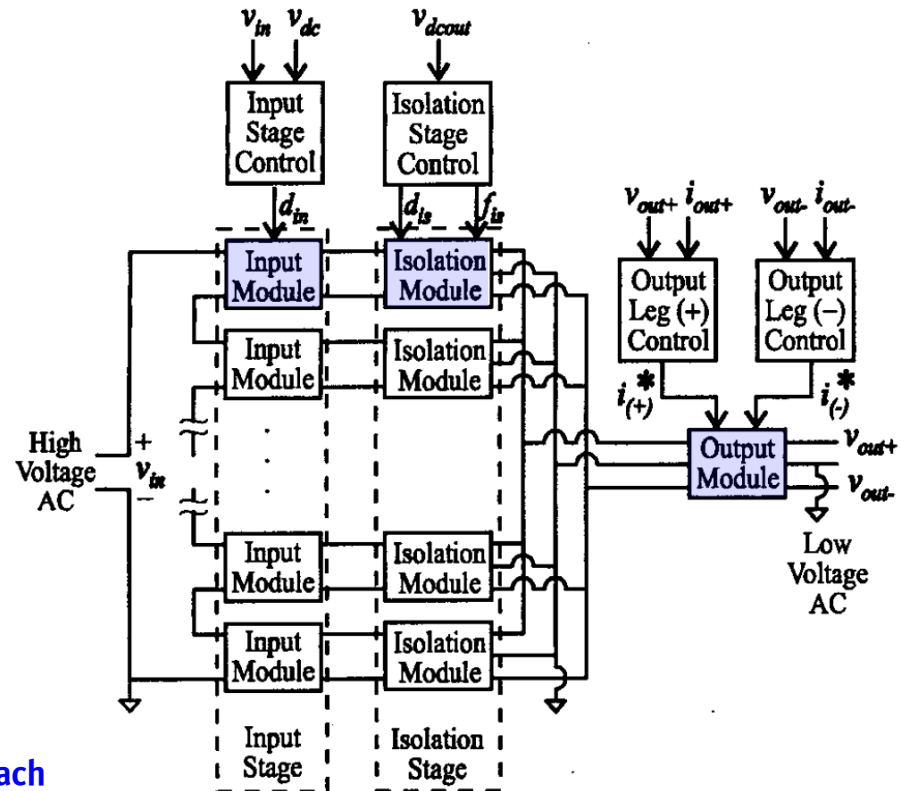 v_in v_dc
v_dcout
Input
Stage
Control
Isolation
Stage
Control
d_in
d_is
f_is
v_out+ i_out+
v_out- i_out-
Output
Leg (+)
Control
Output
Leg (−)
Control
i_(+)*
i_(-)*
Input
Module
Isolation
Module
Input
Module
Isolation
Module
High
Voltage
AC
+
v_in
−
Output
Module
v_out+
v_out-
Low
Voltage
AC
Input
Module
Isolation
Module
Input
Module
Isolation
Module
Input
Stage
Isolation
Stage
ach